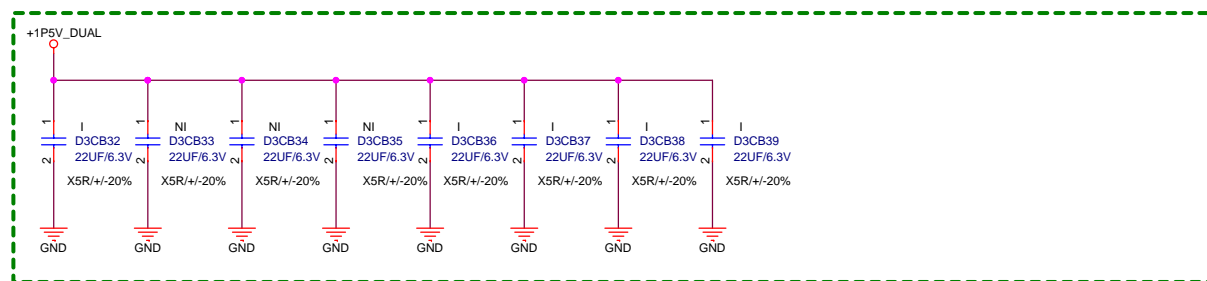 +1P5V_DUAL
1 1 1 1 1 1 1 1
I NI NI NI I I I I
D3CB32 D3CB33 D3CB34 D3CB35 D3CB36 D3CB37 D3CB38 D3CB39
22UF/6.3V 22UF/6.3V 22UF/6.3V 22UF/6.3V 22UF/6.3V 22UF/6.3V 22UF/6.3V 22UF/6.3V
2 2 2 2 2 2 2 2
X5R/+/-20% X5R/+/-20% X5R/+/-20% X5R/+/-20% X5R/+/-20% X5R/+/-20% X5R/+/-20% X5R/+/-20%
GND GND GND GND GND GND GND GND